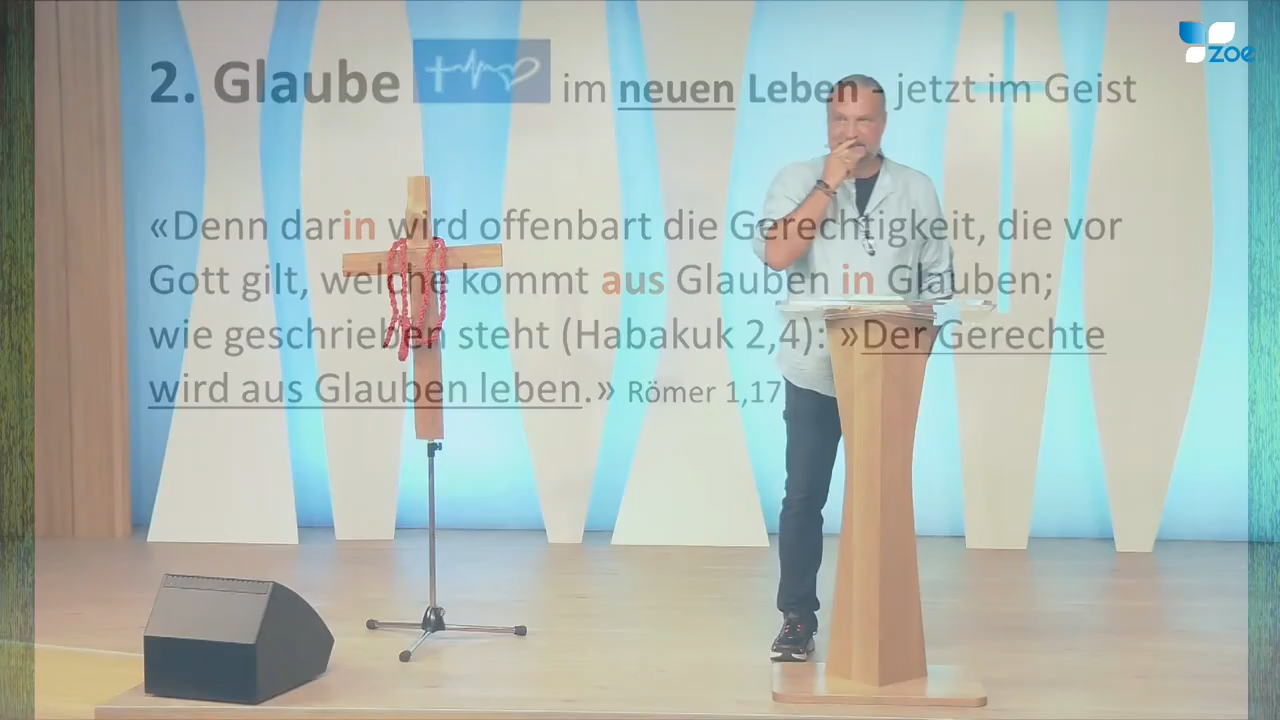 zoe
2. Glaube im neuen Leben - jetzt im Geist
«Denn darin wird offenbart die Gerechtigkeit, die vor
Gott gilt, welche kommt aus Glauben in Glauben;
wie geschrieben steht (Habakuk 2,4): »Der Gerechte
wird aus Glauben leben.» Römer 1,17